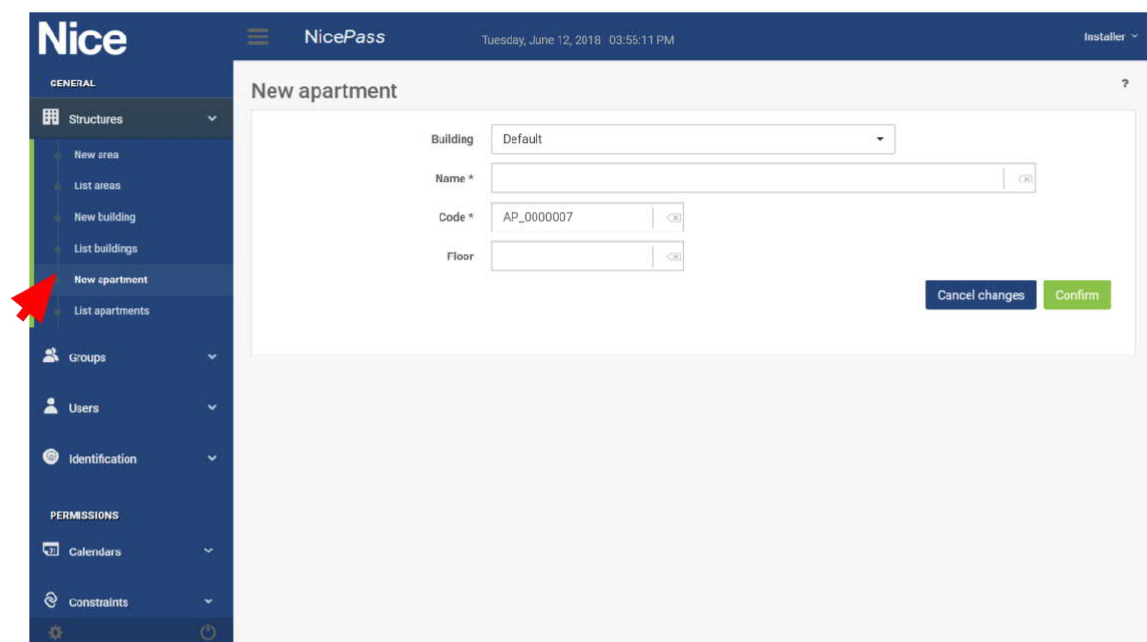 Nice
NicePass
Tuesday, June 12, 2018 03:55:11 PM
Installer
GENERAL
Structures
New area
List areas
New building
List buildings
New apartment
List apartments
Groups
Users
Identification
PERMISSIONS
Calendars
Constraints
New apartment
?
Building Default
Name *
Code * AP_0000007
Floor
Cancel changes Confirm